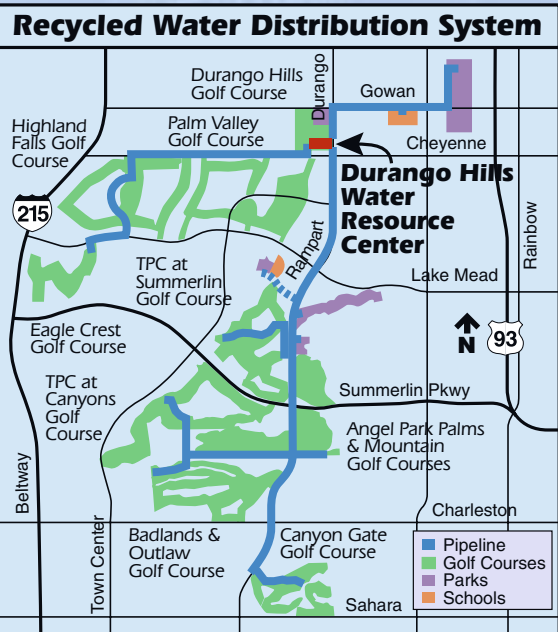 Recycled Water Distribution System
Durango Hills
Golf Course
Durango
Gowan
Highland
Falls Golf
Course
Palm Valley
Golf Course
Cheyenne
Durango Hills
Water
Resource
Center
215
Rampart
Rainbow
TPC at
Summerlin
Golf Course
Lake Mead
Eagle Crest
Golf Course
N
93
TPC at
Canyons
Golf
Course
Summerlin Pkwy
Angel Park Palms
& Mountain
Golf Courses
Beltway
Town Center
Charleston
Badlands &
Outlaw
Golf Course
Canyon Gate
Golf Course
Sahara
Pipeline
Golf Courses
Parks
Schools